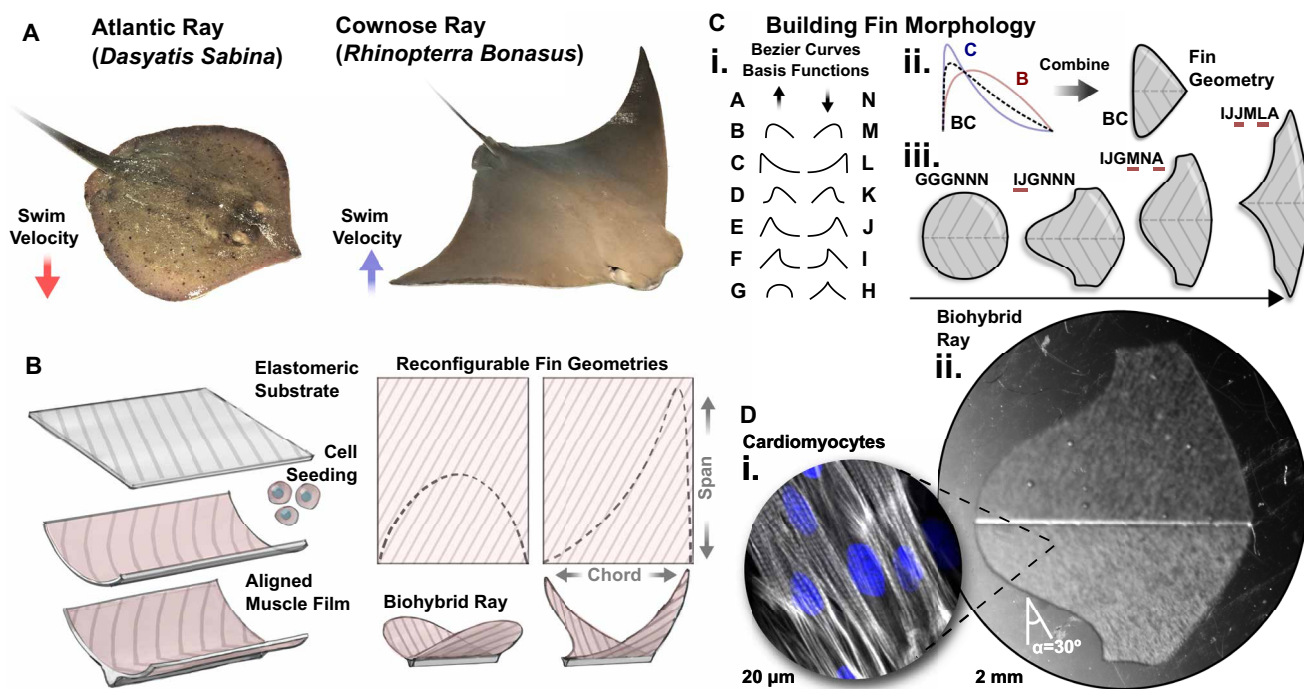 A
Atlantic Ray
(Dasyatis Sabina)
Cownose Ray
(Rhinopterra Bonasus)
Swim
Velocity
Swim
Velocity
B
Elastomeric
Substrate
Cell
Seeding
Aligned
Muscle Film
Reconfigurable Fin Geometries
Span
Chord
Biohybrid Ray
C
Building Fin Morphology
i.
Bezier Curves
Basis Functions
A N
B M
C L
D K
E J
F I
G H
ii.
C
B
BC
Combine
BC
Fin
Geometry
iii.
GGGNNN
IJGNNN
IJGMNA
IJJMLA
D
Cardiomyocytes
i.
20 µm
Biohybrid
Ray
ii.
α=30º
2 mm